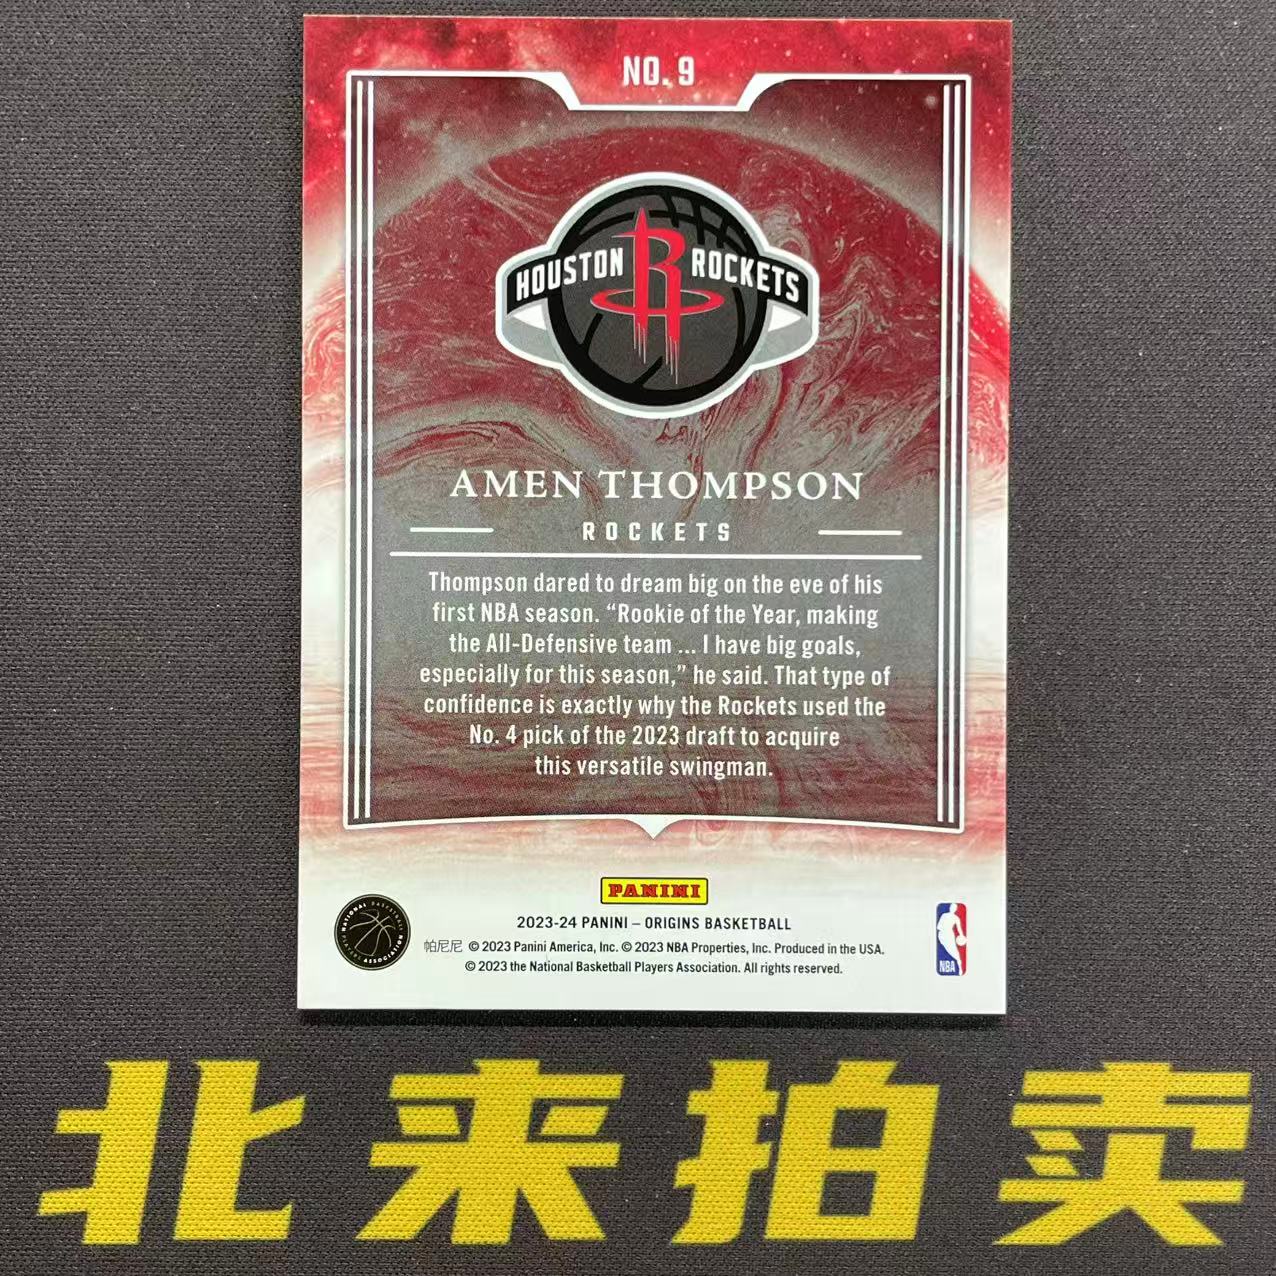 NO. 9
HOUSTON ROCKETS
AMEN THOMPSON
ROCKETS
Thompson dared to dream big on the eve of his
first NBA season. “Rookie of the Year, making
the All-Defensive team ... I have big goals,
especially for this season,” he said. That type of
confidence is exactly why the Rockets used the
No. 4 pick of the 2023 draft to acquire
this versatile swingman.
PANINI
2023-24 PANINI – ORIGINS BASKETBALL
帕尼尼 © 2023 Panini America, Inc. © 2023 NBA Properties, Inc. Produced in the USA.
© 2023 the National Basketball Players Association. All rights reserved.
NATIONAL BASKETBALL PLAYERS ASSOCIATION
NBA
北来拍卖